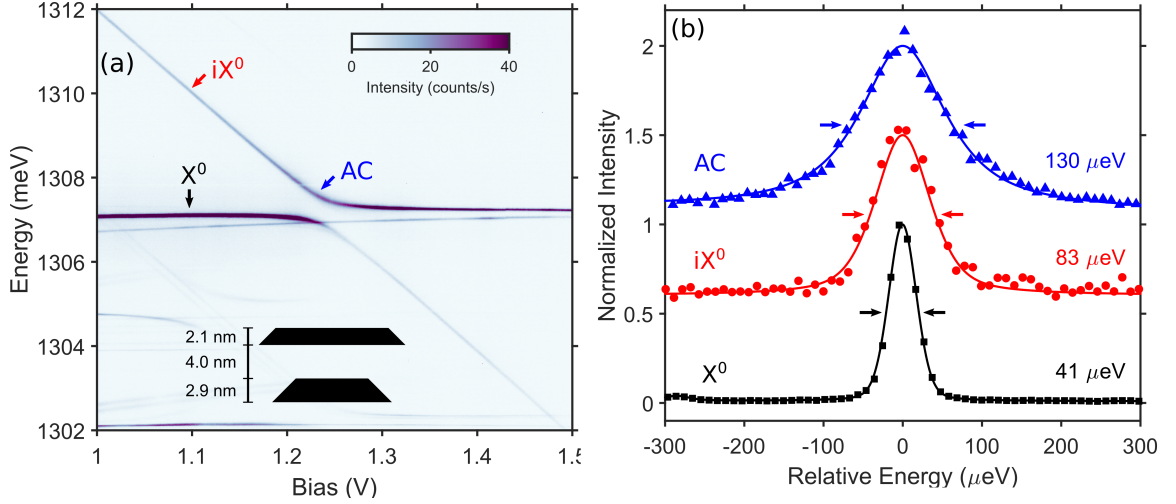 (a)
iX⁰
X⁰
AC
0 20 40
Intensity (counts/s)
2.1 nm
4.0 nm
2.9 nm
1312
1310
1308
1306
1304
1302
Energy (meV)
1 1.1 1.2 1.3 1.4 1.5
Bias (V)
(b)
AC
130 μeV
iX⁰
83 μeV
X⁰
41 μeV
2
1.5
1
0.5
0
Normalized Intensity
-300 -200 -100 0 100 200 300
Relative Energy (μeV)